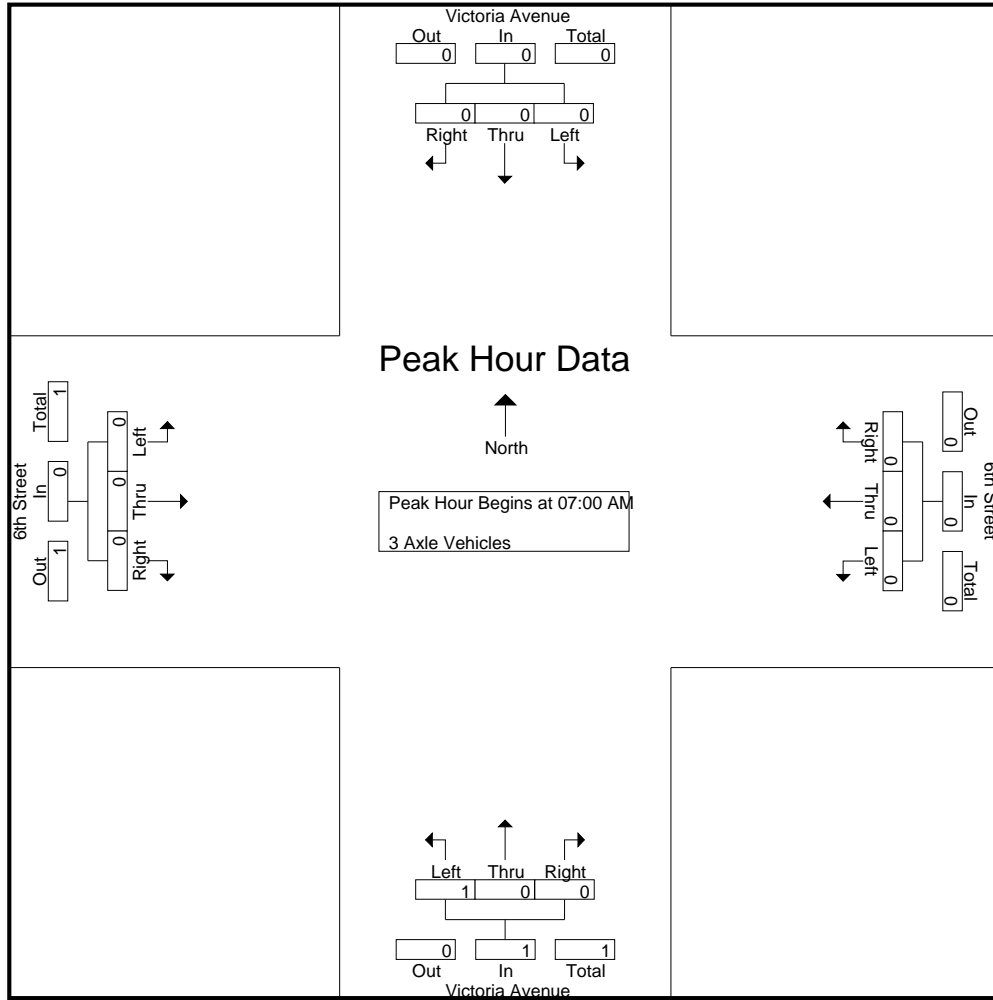 Victoria Avenue
Out In Total
0 0 0
0 0 0
Right Thru Left
Peak Hour Data
North
Peak Hour Begins at 07:00 AM
3 Axle Vehicles
6th Street
Out In Total
1 0 1
0 0 0
Left Thru Right
6th Street
Out In Total
0 0 0
0 0 0
Right Thru Left
Left Thru Right
1 0 0
0 1 1
Out In Total
Victoria Avenue